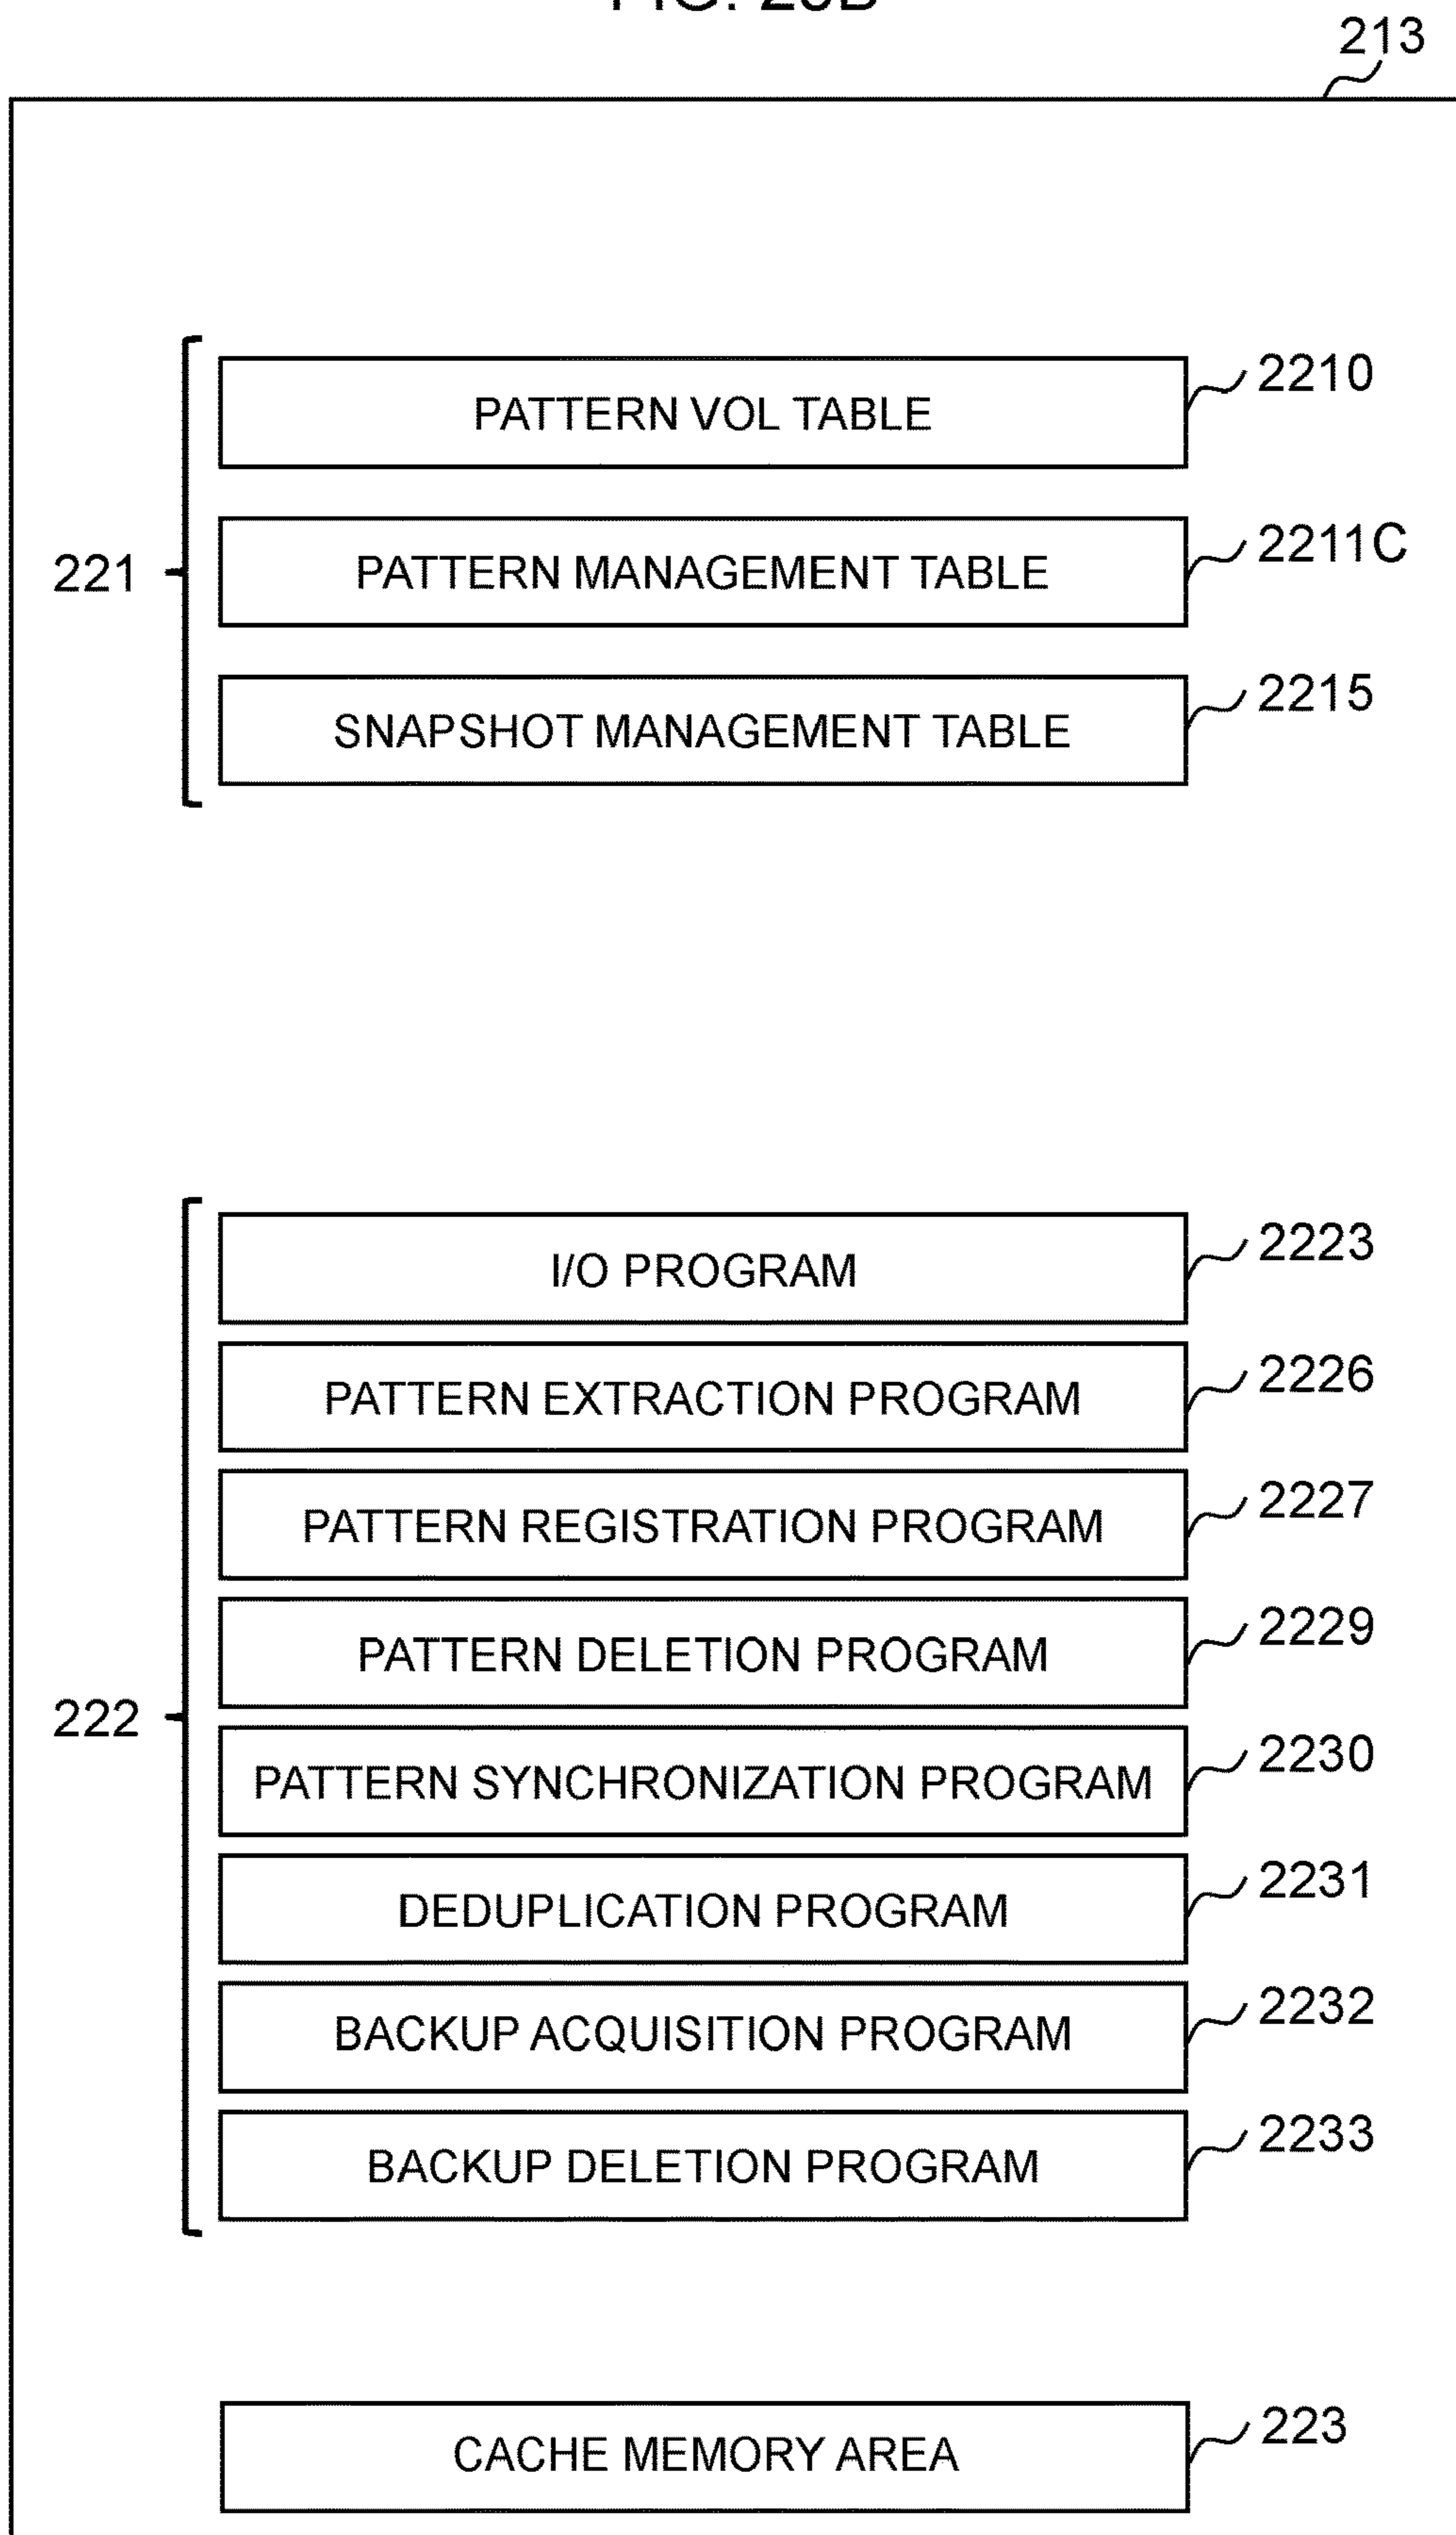 213
PATTERN VOL TABLE
2210
221
PATTERN MANAGEMENT TABLE
2211C
SNAPSHOT MANAGEMENT TABLE
2215
I/O PROGRAM
2223
PATTERN EXTRACTION PROGRAM
2226
PATTERN REGISTRATION PROGRAM
2227
PATTERN DELETION PROGRAM
2229
222
PATTERN SYNCHRONIZATION PROGRAM
2230
DEDUPLICATION PROGRAM
2231
BACKUP ACQUISITION PROGRAM
2232
BACKUP DELETION PROGRAM
2233
CACHE MEMORY AREA
223